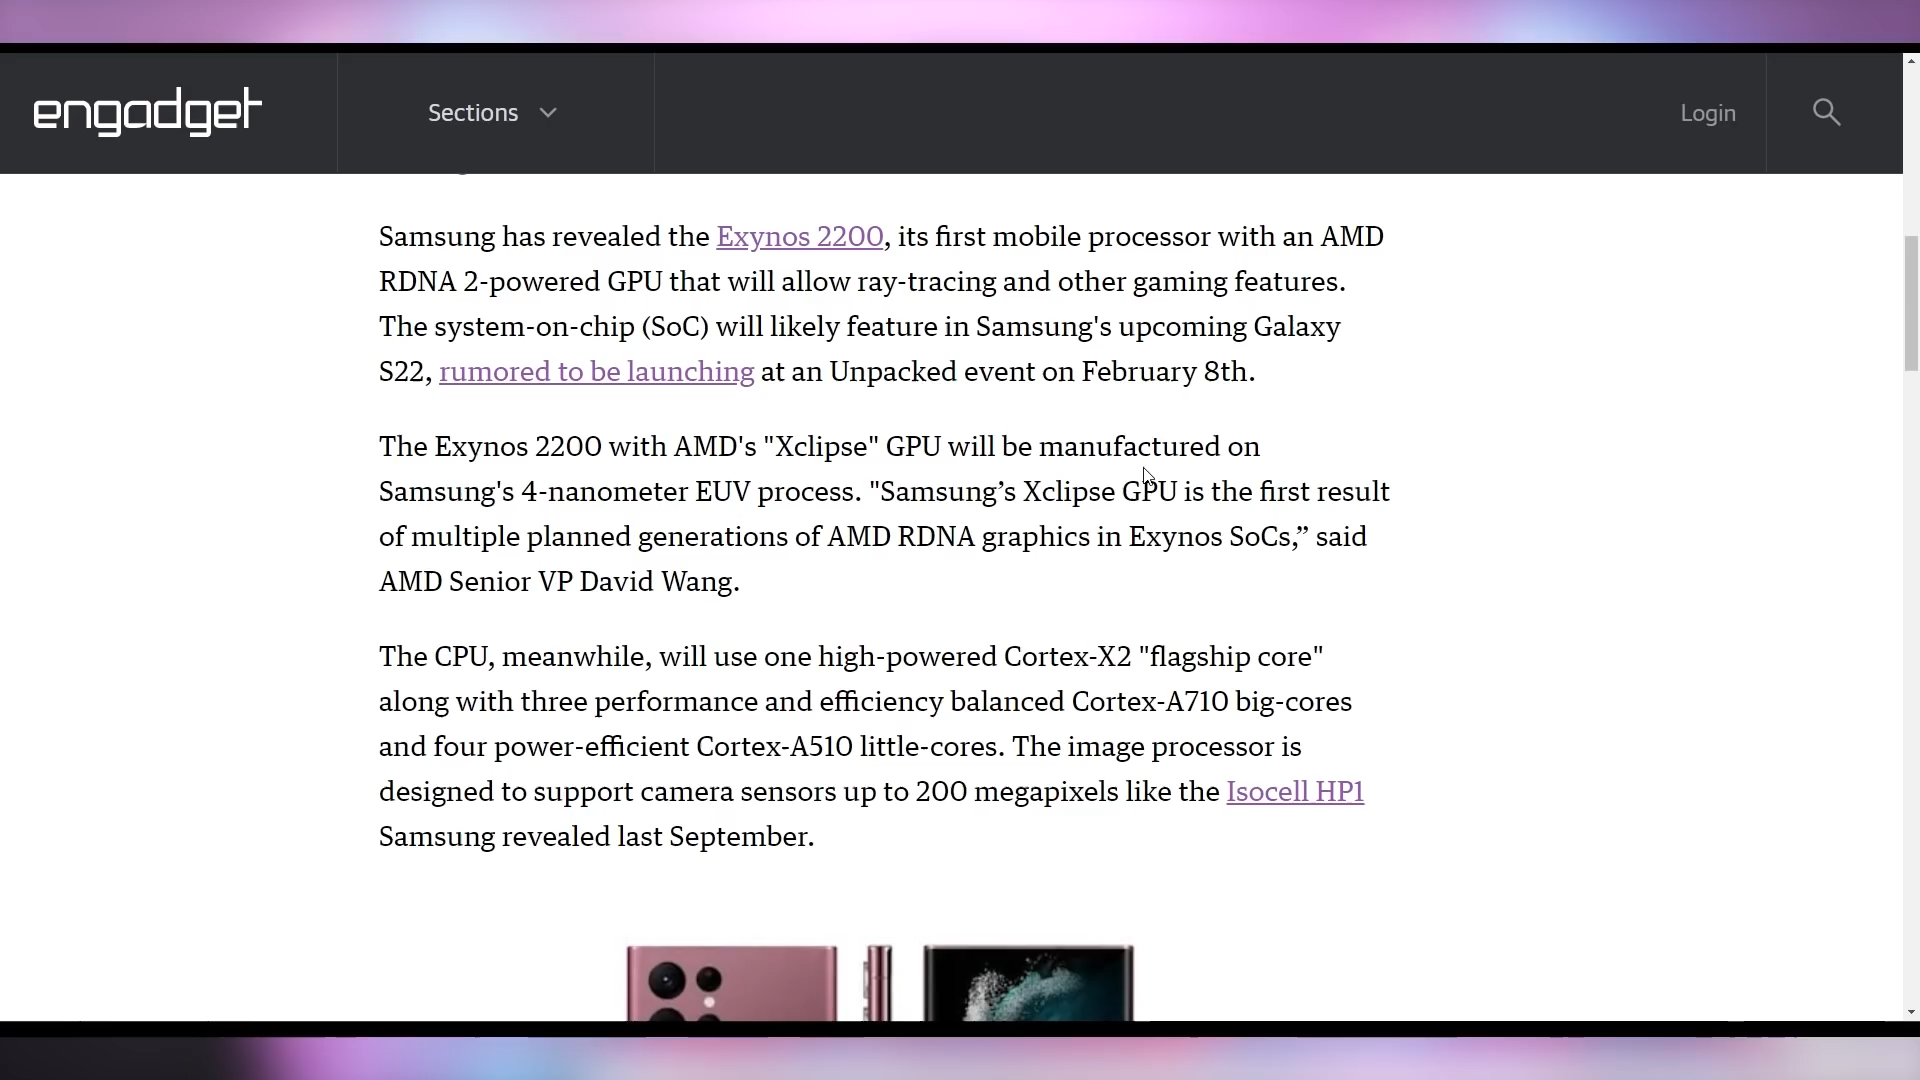 engadget
Sections
Login
Samsung has revealed the Exynos 2200, its first mobile processor with an AMD
RDNA 2-powered GPU that will allow ray-tracing and other gaming features.
The system-on-chip (SoC) will likely feature in Samsung's upcoming Galaxy
S22, rumored to be launching at an Unpacked event on February 8th.
The Exynos 2200 with AMD's "Xclipse" GPU will be manufactured on
Samsung's 4-nanometer EUV process. "Samsung’s Xclipse GPU is the first result
of multiple planned generations of AMD RDNA graphics in Exynos SoCs,” said
AMD Senior VP David Wang.
The CPU, meanwhile, will use one high-powered Cortex-X2 "flagship core"
along with three performance and efficiency balanced Cortex-A710 big-cores
and four power-efficient Cortex-A510 little-cores. The image processor is
designed to support camera sensors up to 200 megapixels like the Isocell HP1
Samsung revealed last September.